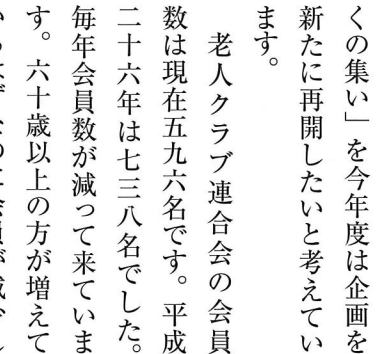 くの集い」を今年度は企画を
新たに再開したいと考えてい
ます。
老人クラブ連合会の会員
数は現在五九六名です。平成
二十六年は七三八名でした。
毎年会員数が減って来ていま
す。六十歳以上の方が増えて